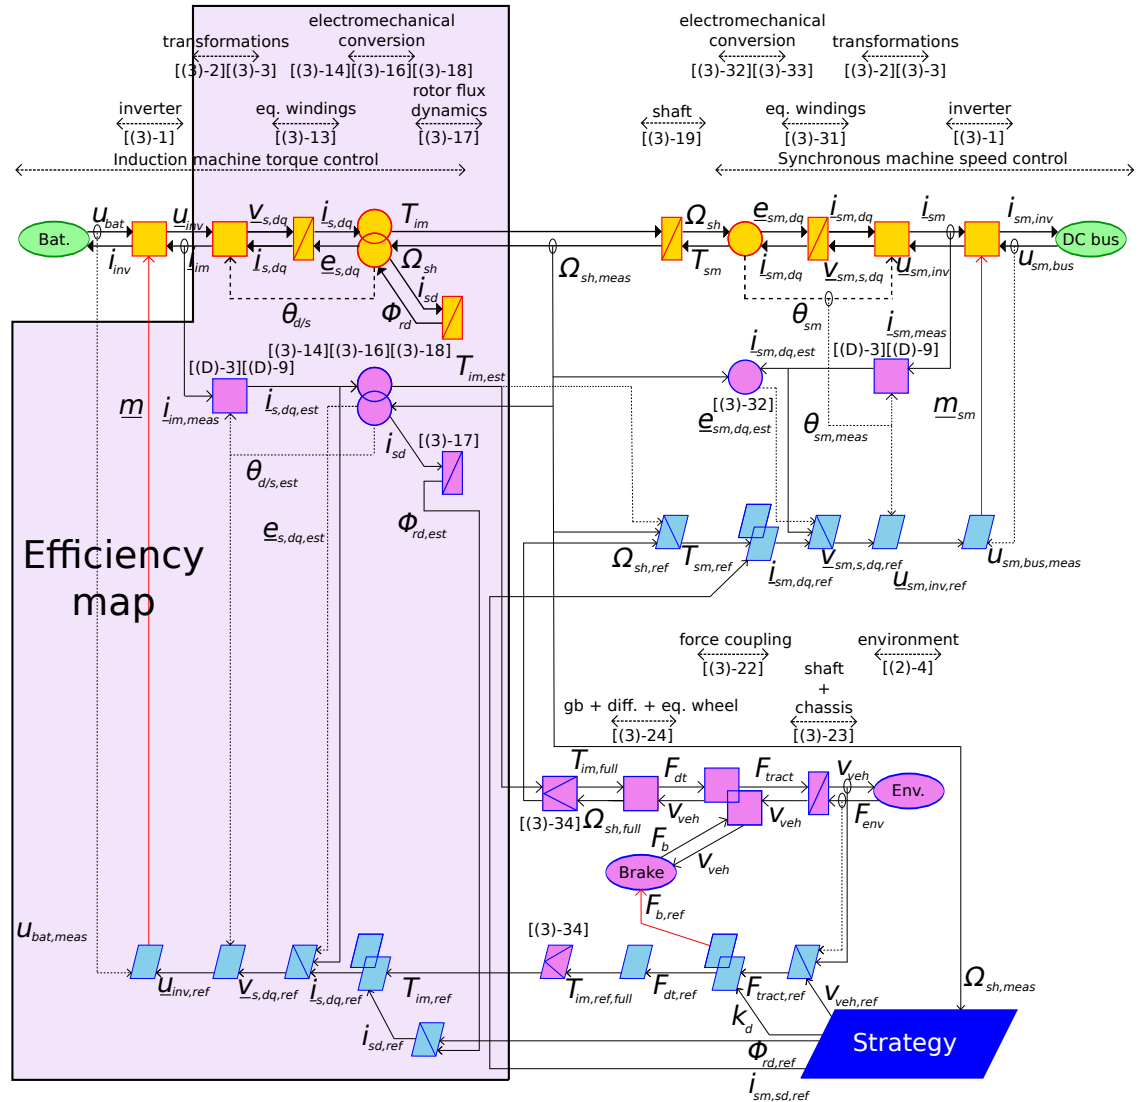 electromechanical
conversion
transformations
[(3)-2][(3)-3]
[(3)-14][(3)-16][(3)-18]
rotor flux
dynamics
[(3)-17]
inverter
[(3)-1]
eq. windings
[(3)-13]
Induction machine torque control
electromechanical
conversion
[(3)-32][(3)-33]
transformations
[(3)-2][(3)-3]
shaft
[(3)-19]
eq. windings
[(3)-31]
inverter
[(3)-1]
Synchronous machine speed control
Bat.
u_bat
i_inv
u_inv
i_im
v_s,dq
i_s,dq
i_s,dq
e_s,dq
T_im
Ω_sh
i_sd
Φ_rd
θ_d/s
Ω_sh,meas
Ω_sh
T_sm
e_sm,dq
i_sm,dq
i_sm,dq
v_sm,s,dq
i_sm
u_sm,inv
i_sm,inv
u_sm,bus
DC bus
θ_sm
i_sm,meas
[(3)-14][(3)-16][(3)-18]
[(D)-3][(D)-9]
T_im,est
m
i_im,meas
i_s,dq,est
i_sd
[(3)-17]
θ_d/s,est
Φ_rd,est
e_s,dq,est
i_sm,dq,est
[(D)-3][(D)-9]
[(3)-32]
e_sm,dq,est
θ_sm,meas
m_sm
Efficiency
map
Ω_sh,ref
T_sm,ref
i_sm,dq,ref
v_sm,s,dq,ref
u_sm,inv,ref
u_sm,bus,meas
force coupling
[(3)-22]
environment
[(2)-4]
shaft
+
chassis
[(3)-23]
gb + diff. + eq. wheel
[(3)-24]
T_im,full
F_dt
F_tract
v_veh
Env.
[(3)-34]
Ω_sh,full
v_veh
v_veh
F_env
F_b
v_veh
Brake
F_b,ref
u_bat,meas
[(3)-34]
u_inv,ref
v_s,dq,ref
i_s,dq,ref
T_im,ref
T_im,ref,full
F_dt,ref
F_tract,ref
v_veh,ref
Ω_sh,meas
k_d
i_sd,ref
Φ_rd,ref
i_sm,sd,ref
Strategy